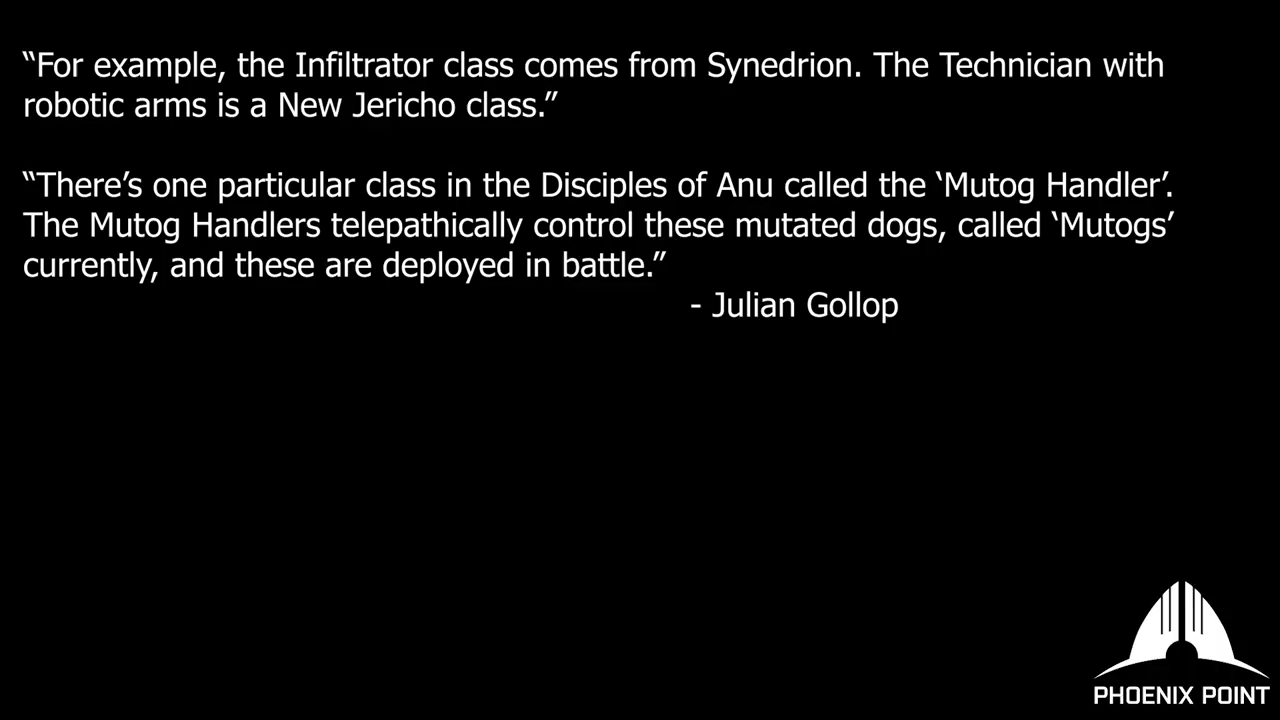 “For example, the Infiltrator class comes from Synedrion. The Technician with
robotic arms is a New Jericho class.”
“There’s one particular class in the Disciples of Anu called the ‘Mutog Handler’.
The Mutog Handlers telepathically control these mutated dogs, called ‘Mutogs’
currently, and these are deployed in battle.”
- Julian Gollop
PHOENIX POINT